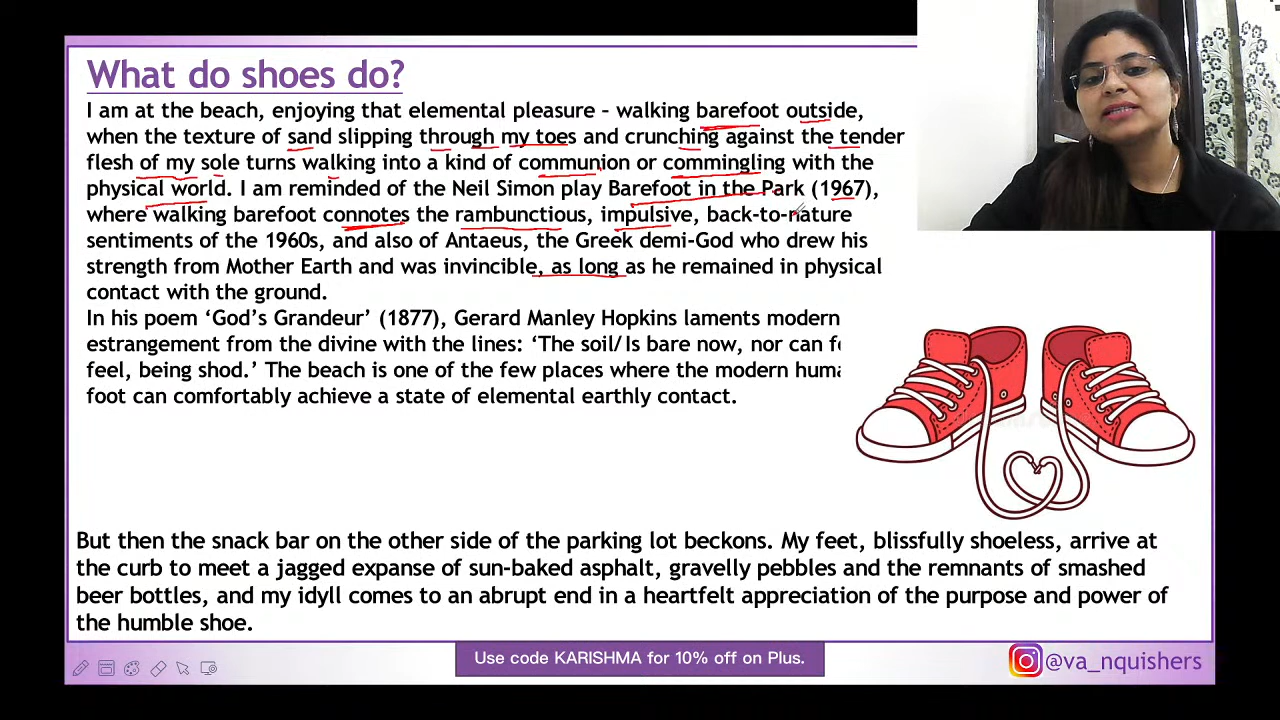 What do shoes do?
I am at the beach, enjoying that elemental pleasure – walking barefoot outside,
when the texture of sand slipping through my toes and crunching against the tender
flesh of my sole turns walking into a kind of communion or commingling with the
physical world. I am reminded of the Neil Simon play Barefoot in the Park (1967),
where walking barefoot connotes the rambunctious, impulsive, back-to-nature
sentiments of the 1960s, and also of Antaeus, the Greek demi-God who drew his
strength from Mother Earth and was invincible, as long as he remained in physical
contact with the ground.
In his poem ‘God’s Grandeur’ (1877), Gerard Manley Hopkins laments modern
estrangement from the divine with the lines: ‘The soil/Is bare now, nor can
feel, being shod.’ The beach is one of the few places where the modern
foot can comfortably achieve a state of elemental earthly contact.
But then the snack bar on the other side of the parking lot beckons. My feet, blissfully shoeless, arrive at
the curb to meet a jagged expanse of sun-baked asphalt, gravelly pebbles and the remnants of smashed
beer bottles, and my idyll comes to an abrupt end in a heartfelt appreciation of the purpose and power of
the humble shoe.
Use code KARISHMA for 10% off on Plus.
@va_nquishers